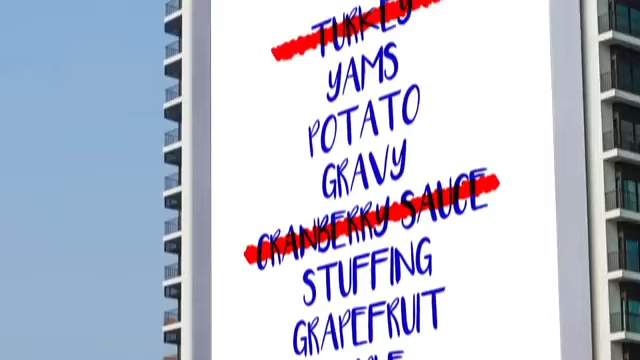 TURKEY
YAMS
POTATO
GRAVY
CRANBERRY SAUCE
STUFFING
GRAPEFRUIT